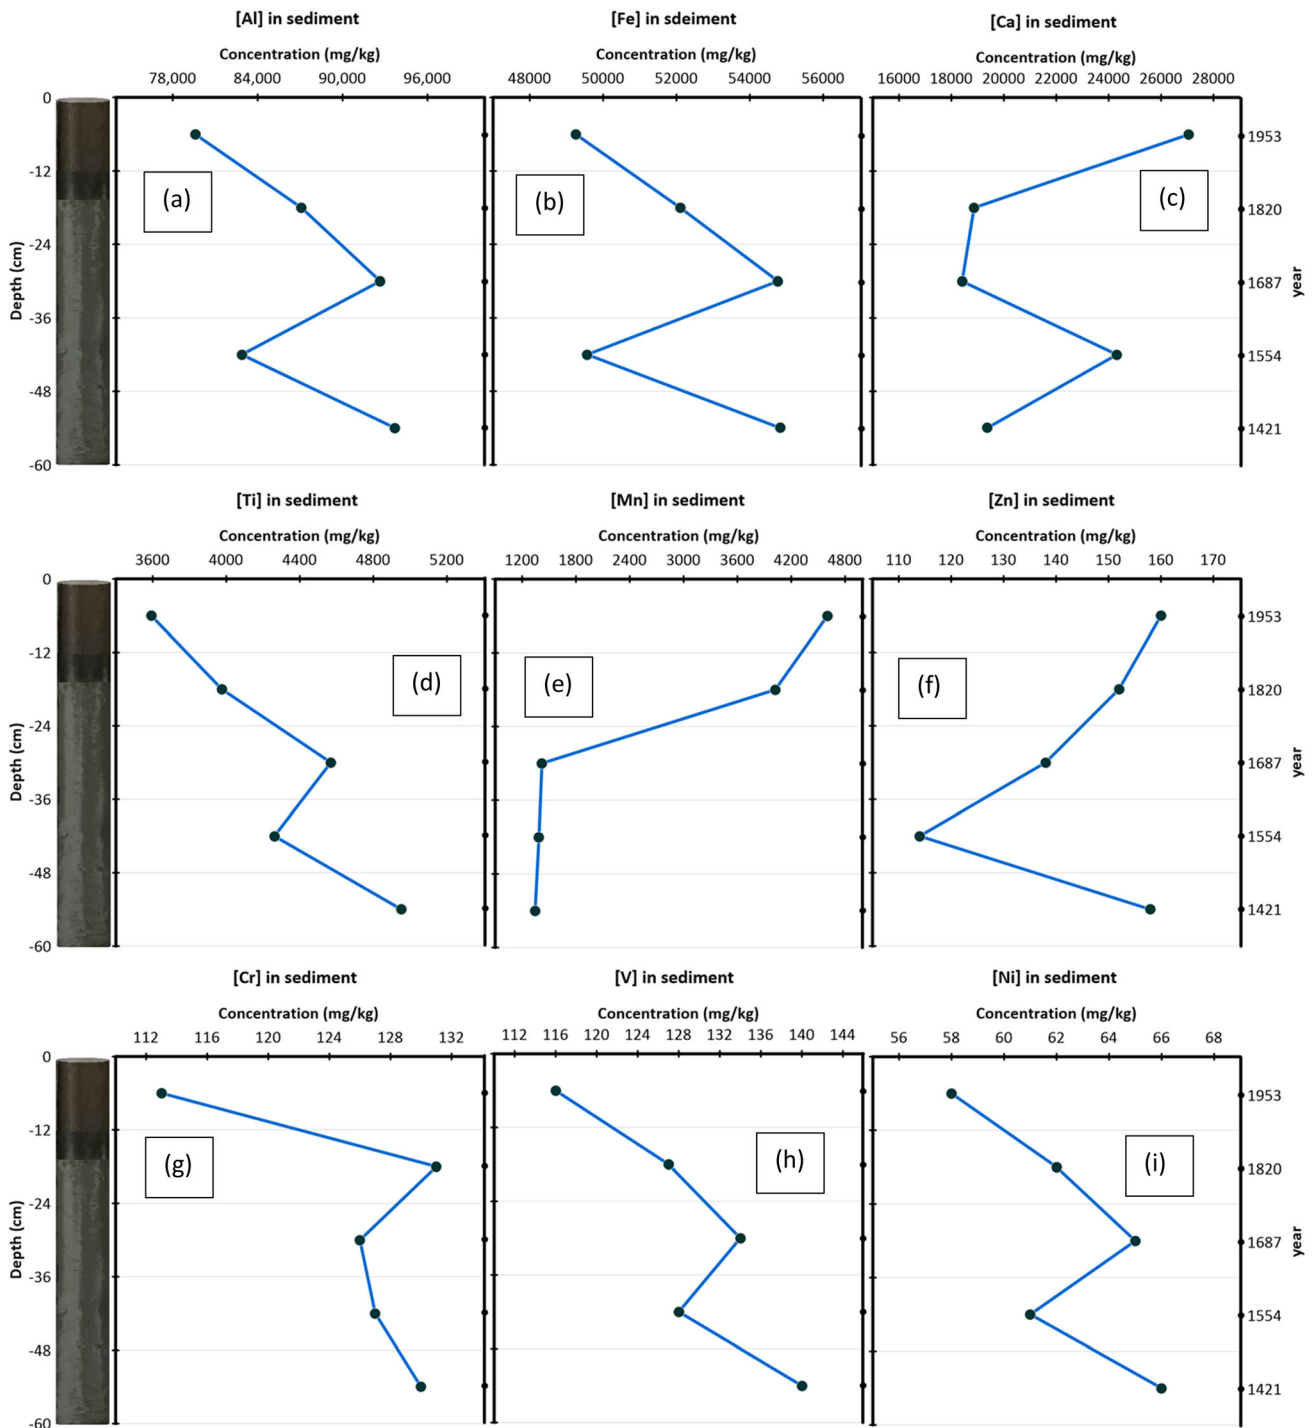 [Al] in sediment
Concentration (mg/kg)
78,000 84,000 90,000 96,000
[Fe] in sdeiment
Concentration (mg/kg)
48000 50000 52000 54000 56000
[Ca] in sediment
Concentration (mg/kg)
16000 18000 20000 22000 24000 26000 28000
0
-12
-24
-36
-48
-60
Depth (cm)
(a)
(b)
(c)
1953
1820
1687
1554
1421
year
[Ti] in sediment
Concentration (mg/kg)
3600 4000 4400 4800 5200
[Mn] in sediment
Concentration (mg/kg)
1200 1800 2400 3000 3600 4200 4800
[Zn] in sediment
Concentration (mg/kg)
110 120 130 140 150 160 170
0
-12
-24
-36
-48
-60
Depth (cm)
(d)
(e)
(f)
1953
1820
1687
1554
1421
year
[Cr] in sediment
Concentration (mg/kg)
112 116 120 124 128 132
[V] in sediment
Concentration (mg/kg)
112 116 120 124 128 132 136 140 144
[Ni] in sediment
Concentration (mg/kg)
56 58 60 62 64 66 68
0
-12
-24
-36
-48
-60
Depth (cm)
(g)
(h)
(i)
1953
1820
1687
1554
1421
year